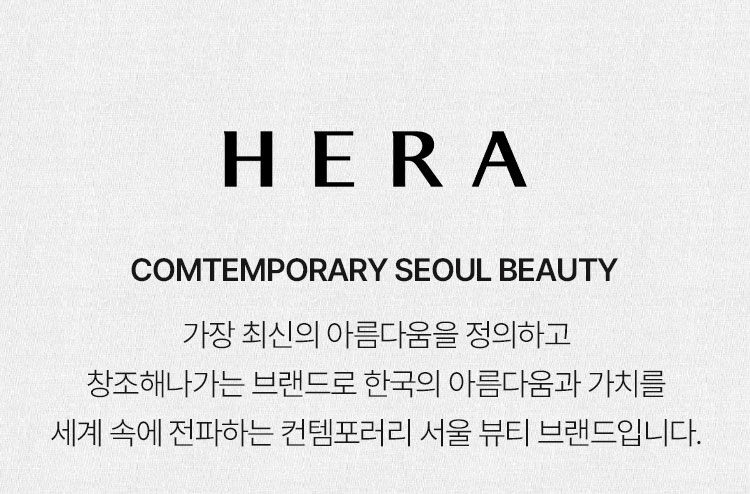 HERA
COMTEMPORARY SEOUL BEAUTY
가장 최신의 아름다움을 정의하고
창조해나가는 브랜드로 한국의 아름다움과 가치를
세계 속에 전파하는 컨템포러리 서울 뷰티 브랜드입니다.